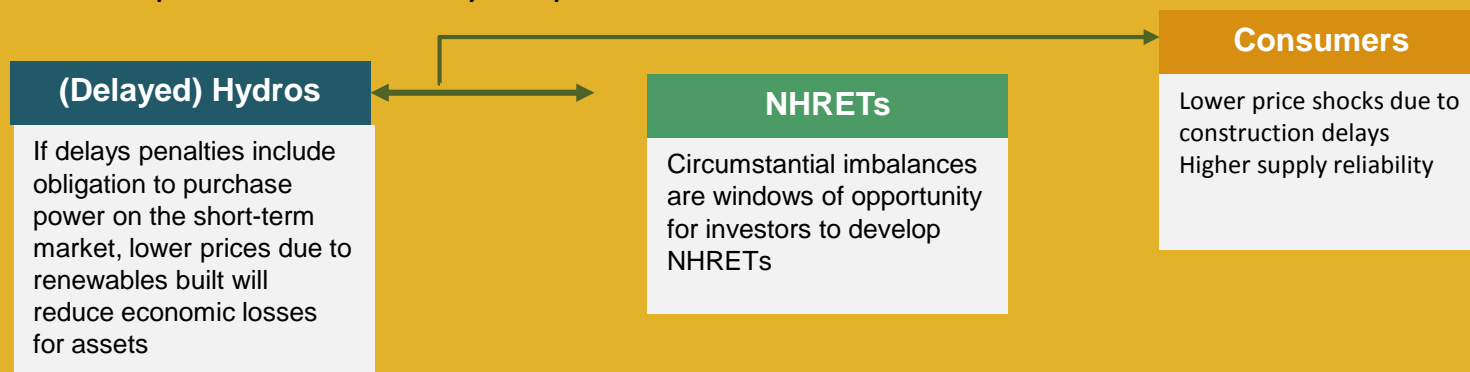 (Delayed) Hydros
If delays penalties include
obligation to purchase
power on the short-term
market, lower prices due to
renewables built will
reduce economic losses
for assets
NHRETs
Circumstantial imbalances
are windows of opportunity
for investors to develop
NHRETs
Consumers
Lower price shocks due to
construction delays
Higher supply reliability